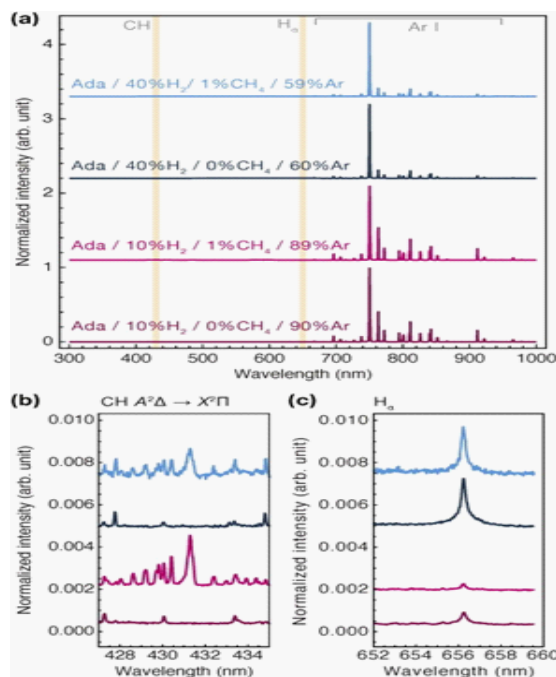 (a)
CH
Hα
Ar I
Normalized intensity (arb. unit)
4
3
2
1
0
Ada / 40%H₂/ 1%CH₄ / 59%Ar
Ada / 40%H₂ / 0%CH₄ / 60%Ar
Ada / 10%H₂ / 1%CH₄ / 89%Ar
Ada / 10%H₂ / 0%CH₄ / 90%Ar
300 400 500 600 700 800 900 1000
Wavelength (nm)
(b) CH A²Δ → X²Π
Normalized intensity (arb. unit)
0.010
0.008
0.006
0.004
0.002
0.000
428 430 432 434
Wavelength (nm)
(c) Hα
Normalized intensity (arb. unit)
0.010
0.008
0.006
0.004
0.002
0.000
652 654 656 658 660
Wavelength (nm)